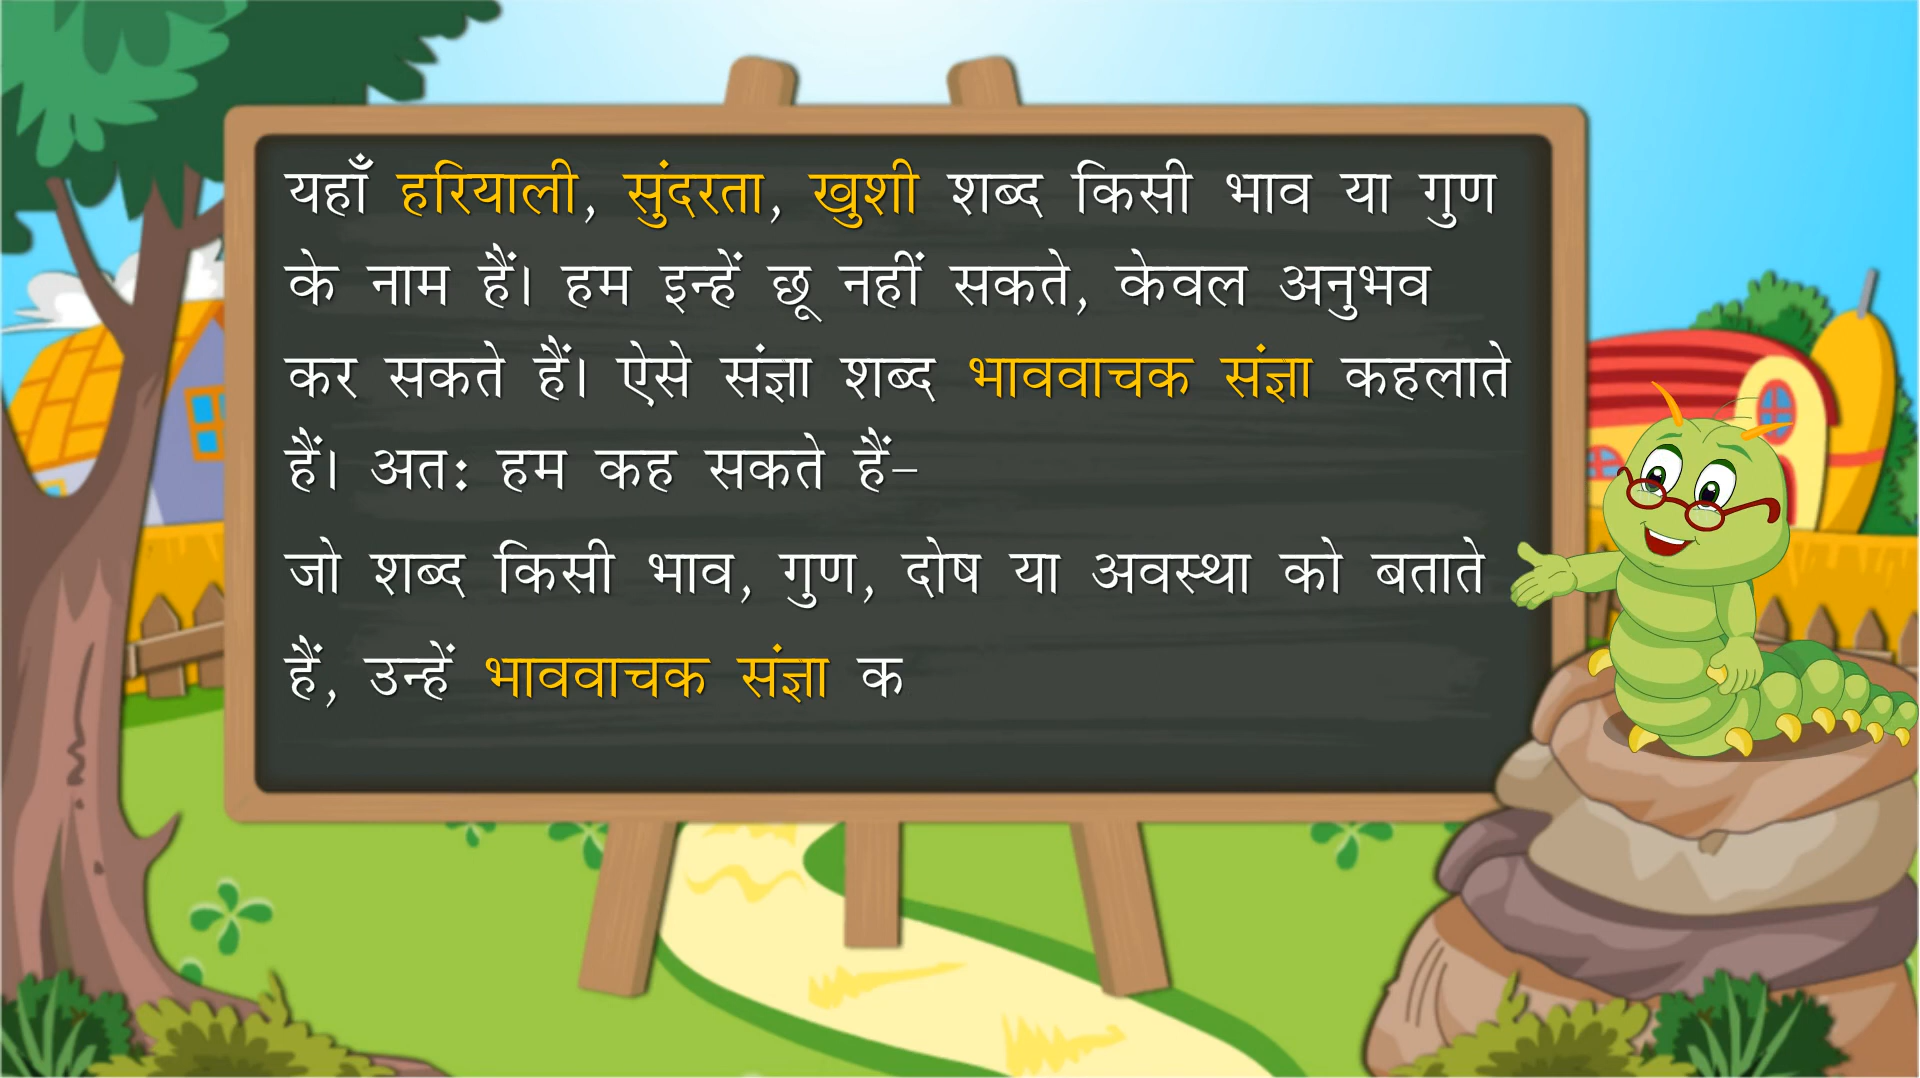 यहाँ हरियाली, सुंदरता, खुशी शब्द किसी भाव या गुण
के नाम हैं। हम इन्हें छू नहीं सकते, केवल अनुभव
कर सकते हैं। ऐसे संज्ञा शब्द भाववाचक संज्ञा कहलाते
हैं। अतः हम कह सकते हैं-
जो शब्द किसी भाव, गुण, दोष या अवस्था को बताते
हैं, उन्हें भाववाचक संज्ञा क